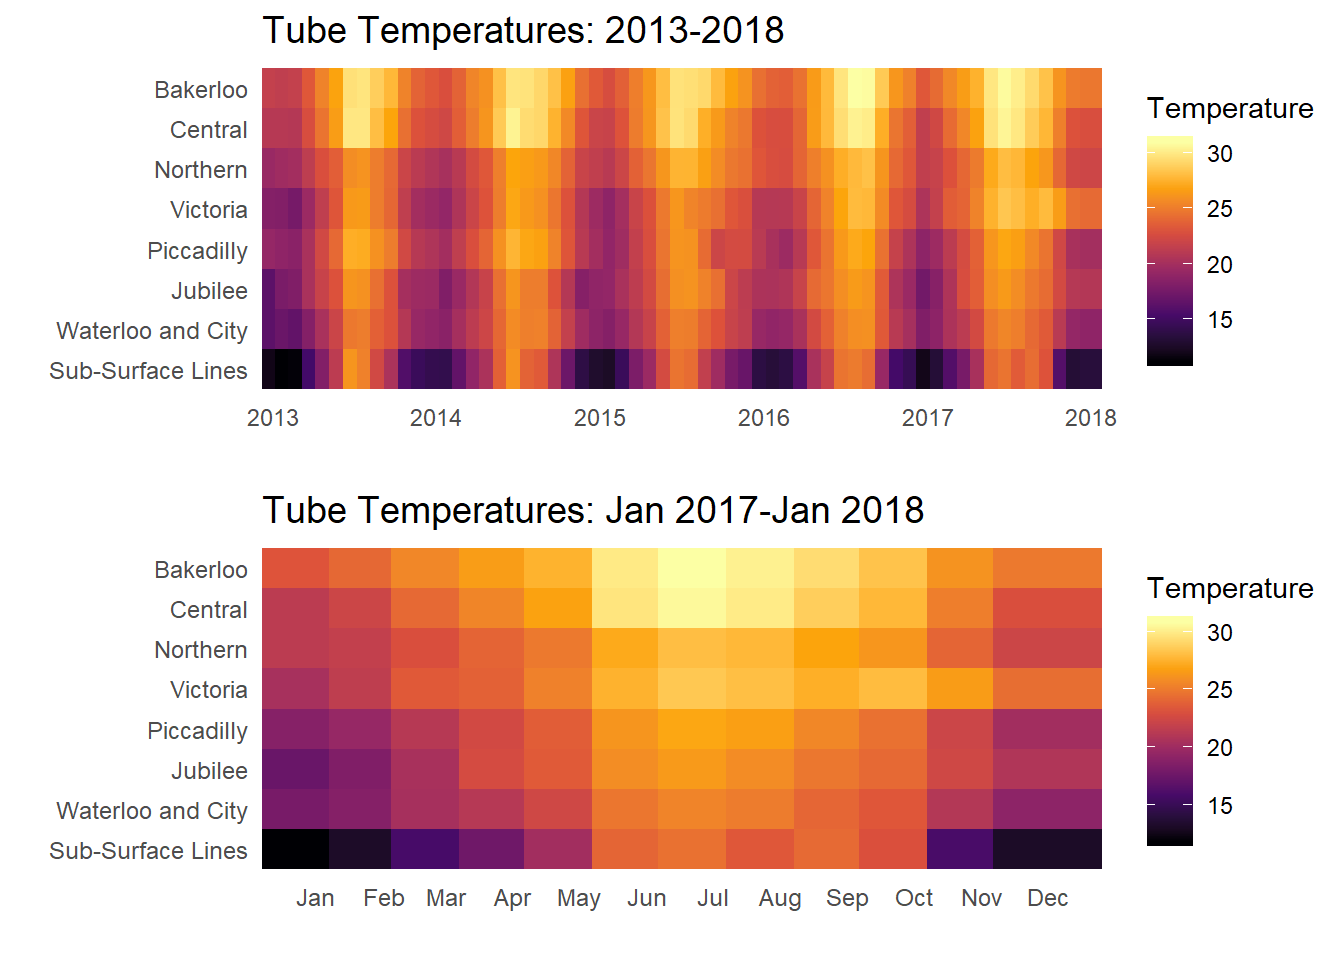 Tube Temperatures: 2013-2018
Bakerloo
Central
Northern
Victoria
Piccadilly
Jubilee
Waterloo and City
Sub-Surface Lines
2013 2014 2015 2016 2017 2018
Temperature
30
25
20
15
Tube Temperatures: Jan 2017-Jan 2018
Bakerloo
Central
Northern
Victoria
Piccadilly
Jubilee
Waterloo and City
Sub-Surface Lines
Jan Feb Mar Apr May Jun Jul Aug Sep Oct Nov Dec
Temperature
30
25
20
15